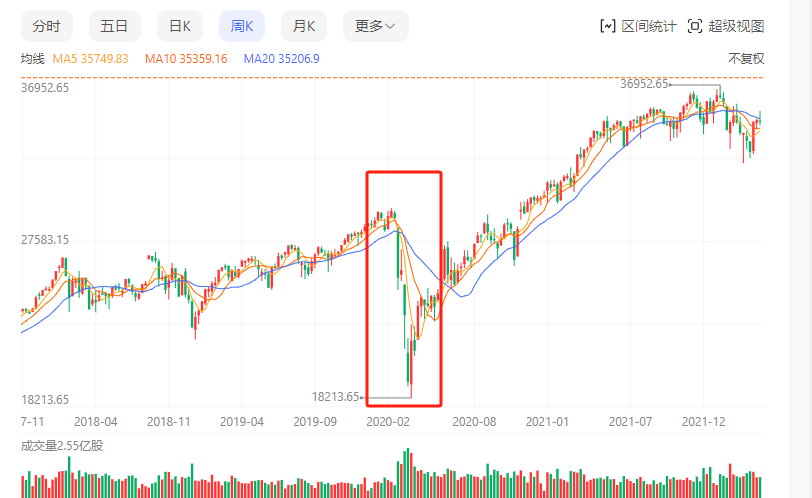 分时 五日 日K 周K 月K 更多 区间统计 超级视图
均线 MA5 35749.83 MA10 35359.16 MA20 35206.9 不复权
36952.65 36952.65
27583.15
18213.65 18213.65
7-11 2018-04 2018-11 2019-04 2019-09 2020-02 2020-08 2021-01 2021-07 2021-12
成交量2.55亿股